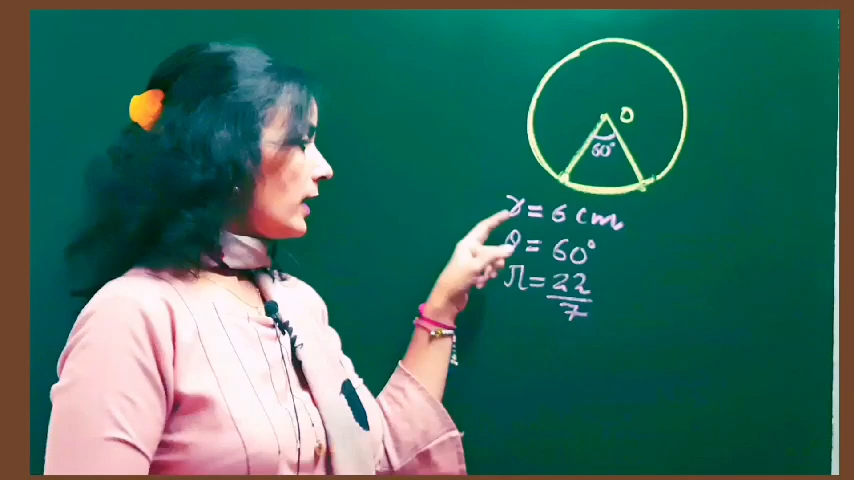 O
60°
r = 6 cm
θ = 60°
π = 22/7